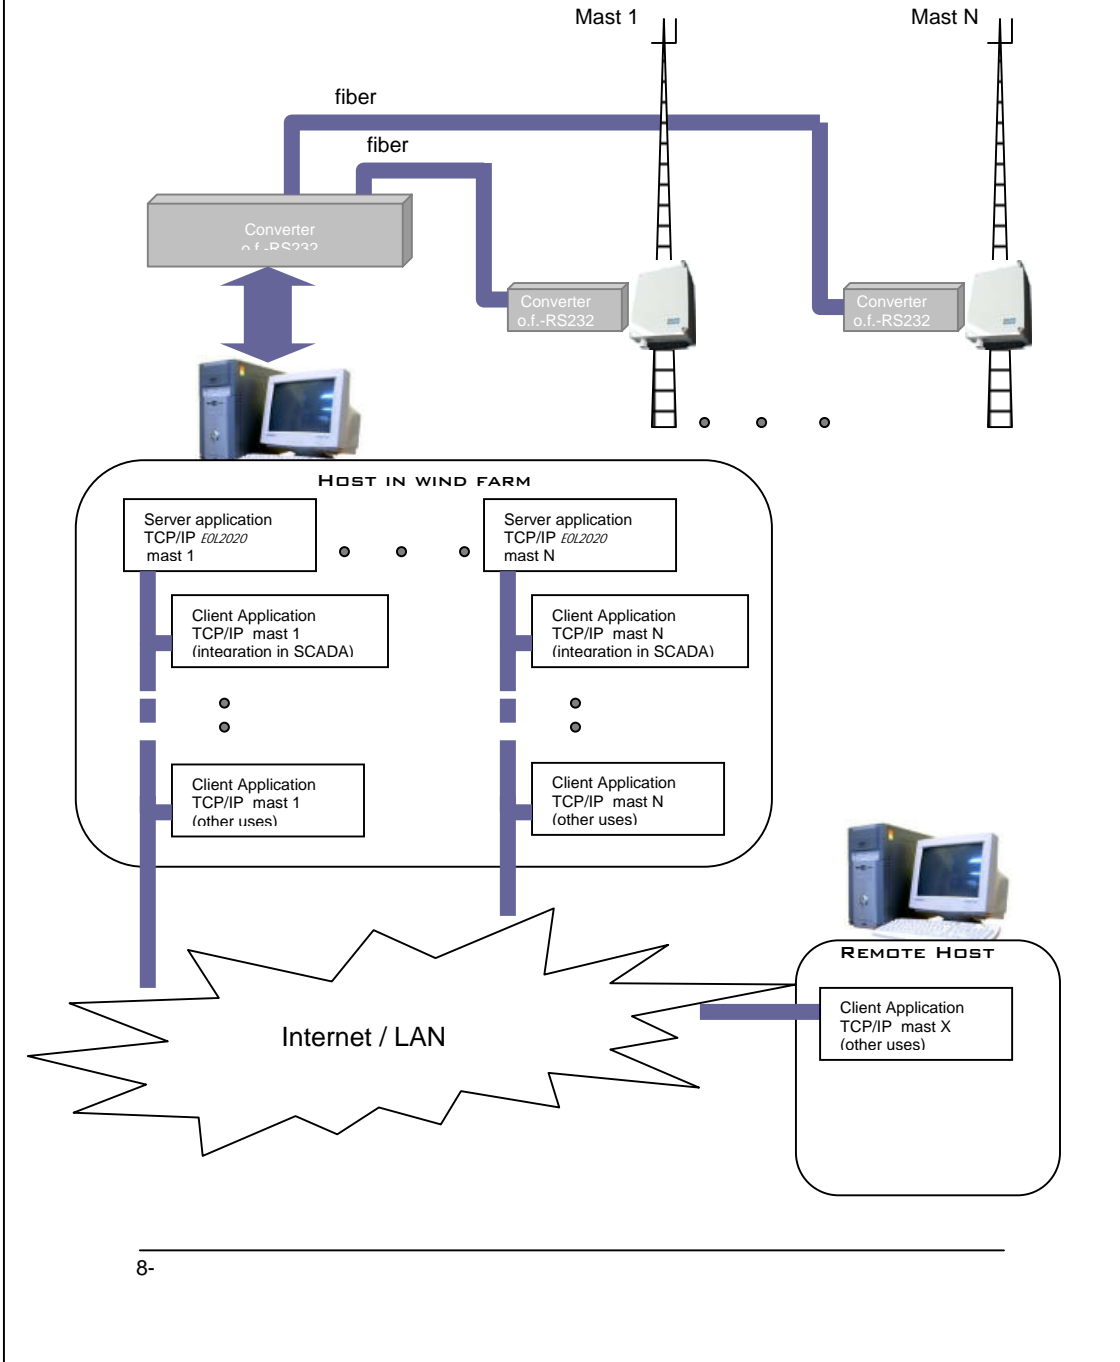 Mast 1
Mast N
fiber
fiber
Converter
o.f.-RS232
Converter
o.f.-RS232
Converter
o.f.-RS232
HOST IN WIND FARM
Server application
TCP/IP EOL2020
mast 1
Server application
TCP/IP EOL2020
mast N
Client Application
TCP/IP mast 1
(integration in SCADA)
Client Application
TCP/IP mast N
(integration in SCADA)
Client Application
TCP/IP mast 1
(other uses)
Client Application
TCP/IP mast N
(other uses)
REMOTE HOST
Client Application
TCP/IP mast X
(other uses)
Internet / LAN
8-